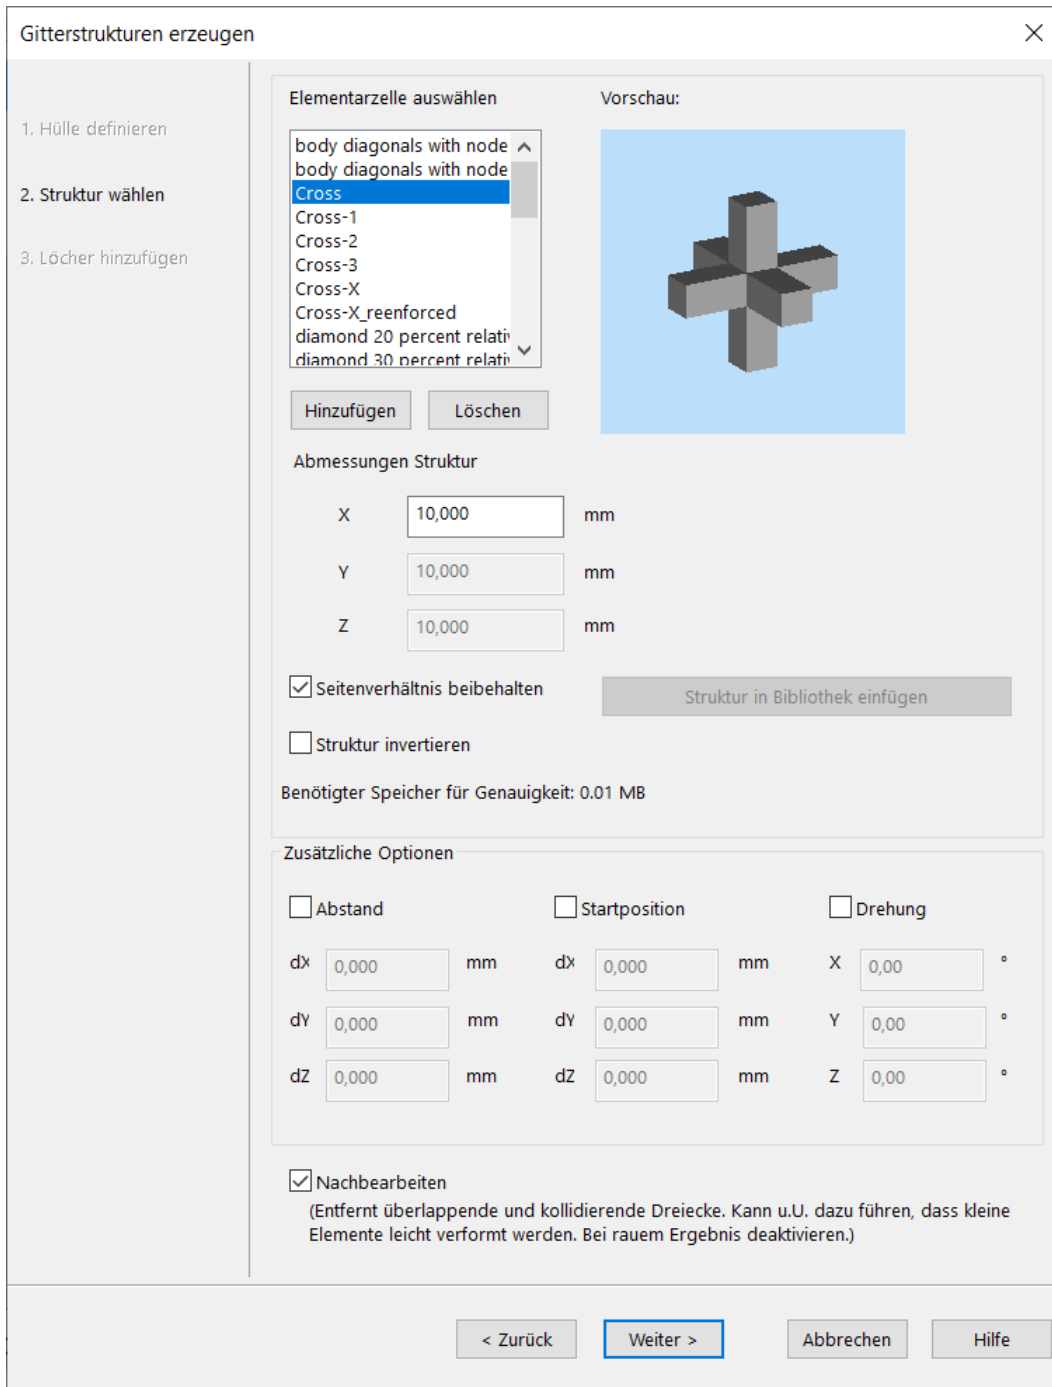 Gitterstrukturen erzeugen
1. Hülle definieren
2. Struktur wählen
3. Löcher hinzufügen
Elementarzelle auswählen
Vorschau:
body diagonals with node
body diagonals with node
Cross
Cross-1
Cross-2
Cross-3
Cross-X
Cross-X_reenforced
diamond 20 percent relati
diamond 30 percent relati
Hinzufügen
Löschen
Abmessungen Struktur
X 10,000 mm
Y 10,000 mm
Z 10,000 mm
Seitenverhältnis beibehalten
Struktur in Bibliothek einfügen
Struktur invertieren
Benötigter Speicher für Genauigkeit: 0.01 MB
Zusätzliche Optionen
Abstand Startposition Drehung
dX 0,000 mm dX 0,000 mm X 0,00 °
dY 0,000 mm dY 0,000 mm Y 0,00 °
dZ 0,000 mm dZ 0,000 mm Z 0,00 °
Nachbearbeiten
(Entfernt überlappende und kollidierende Dreiecke. Kann u.U. dazu führen, dass kleine
Elemente leicht verformt werden. Bei rauem Ergebnis deaktivieren.)
< Zurück
Weiter >
Abbrechen
Hilfe